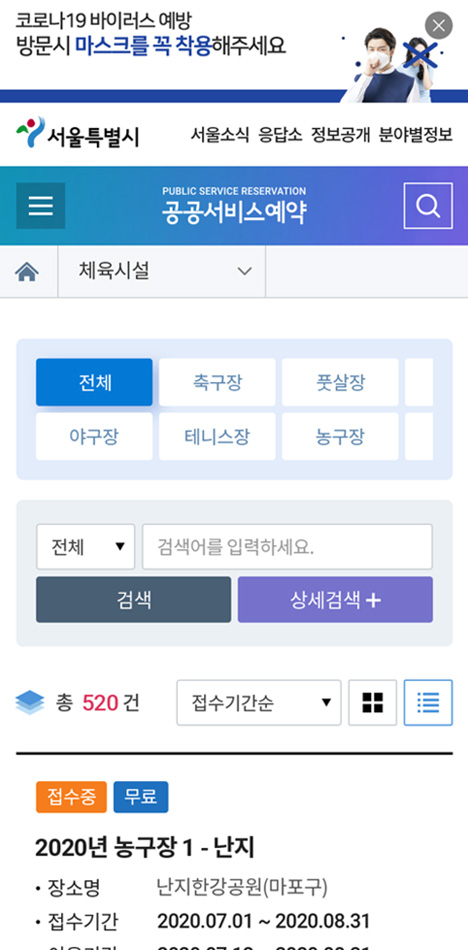 코로나19 바이러스 예방
방문시 마스크를 꼭 착용해주세요
서울특별시 서울소식 응답소 정보공개 분야별정보
PUBLIC SERVICE RESERVATION
공공서비스예약
체육시설
전체 축구장 풋살장
야구장 테니스장 농구장
전체 ▼ 검색어를 입력하세요.
검색 상세검색+
총 520 건 접수기간순 ▼
접수중 무료
2020년 농구장 1 - 난지
• 장소명 난지한강공원(마포구)
• 접수기간 2020.07.01 ~ 2020.08.31